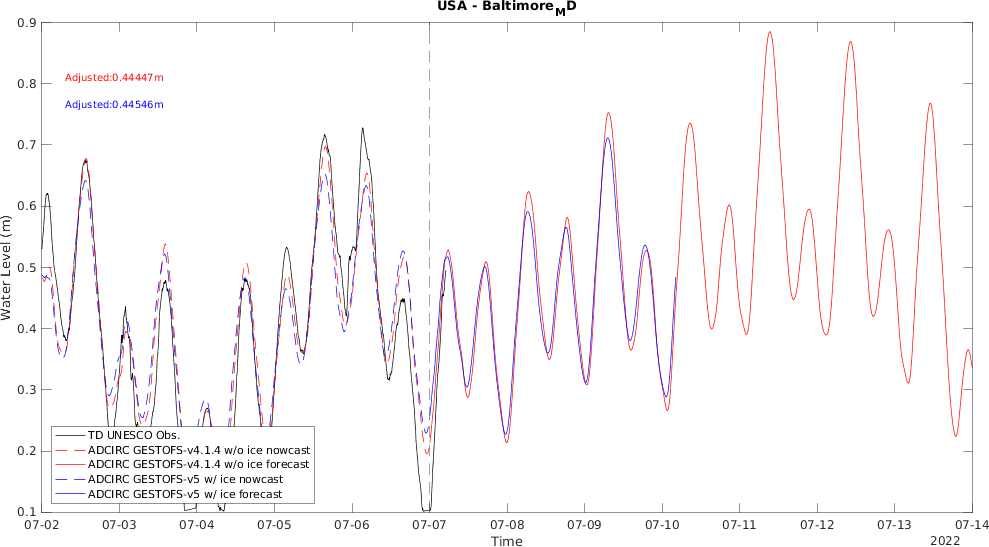 USA - BaltimoreMD
0.9
0.8
0.7
0.6
0.5
0.4
0.3
0.2
0.1
Water Level (m)
Adjusted:0.44447m
Adjusted:0.44546m
TD UNESCO Obs.
ADCIRC GESTOFS-v4.1.4 w/o ice nowcast
ADCIRC GESTOFS-v4.1.4 w/o ice forecast
ADCIRC GESTOFS-v5 w/ ice nowcast
ADCIRC GESTOFS-v5 w/ ice forecast
07-02 07-03 07-04 07-05 07-06 07-07 07-08 07-09 07-10 07-11 07-12 07-13 07-14
Time
2022